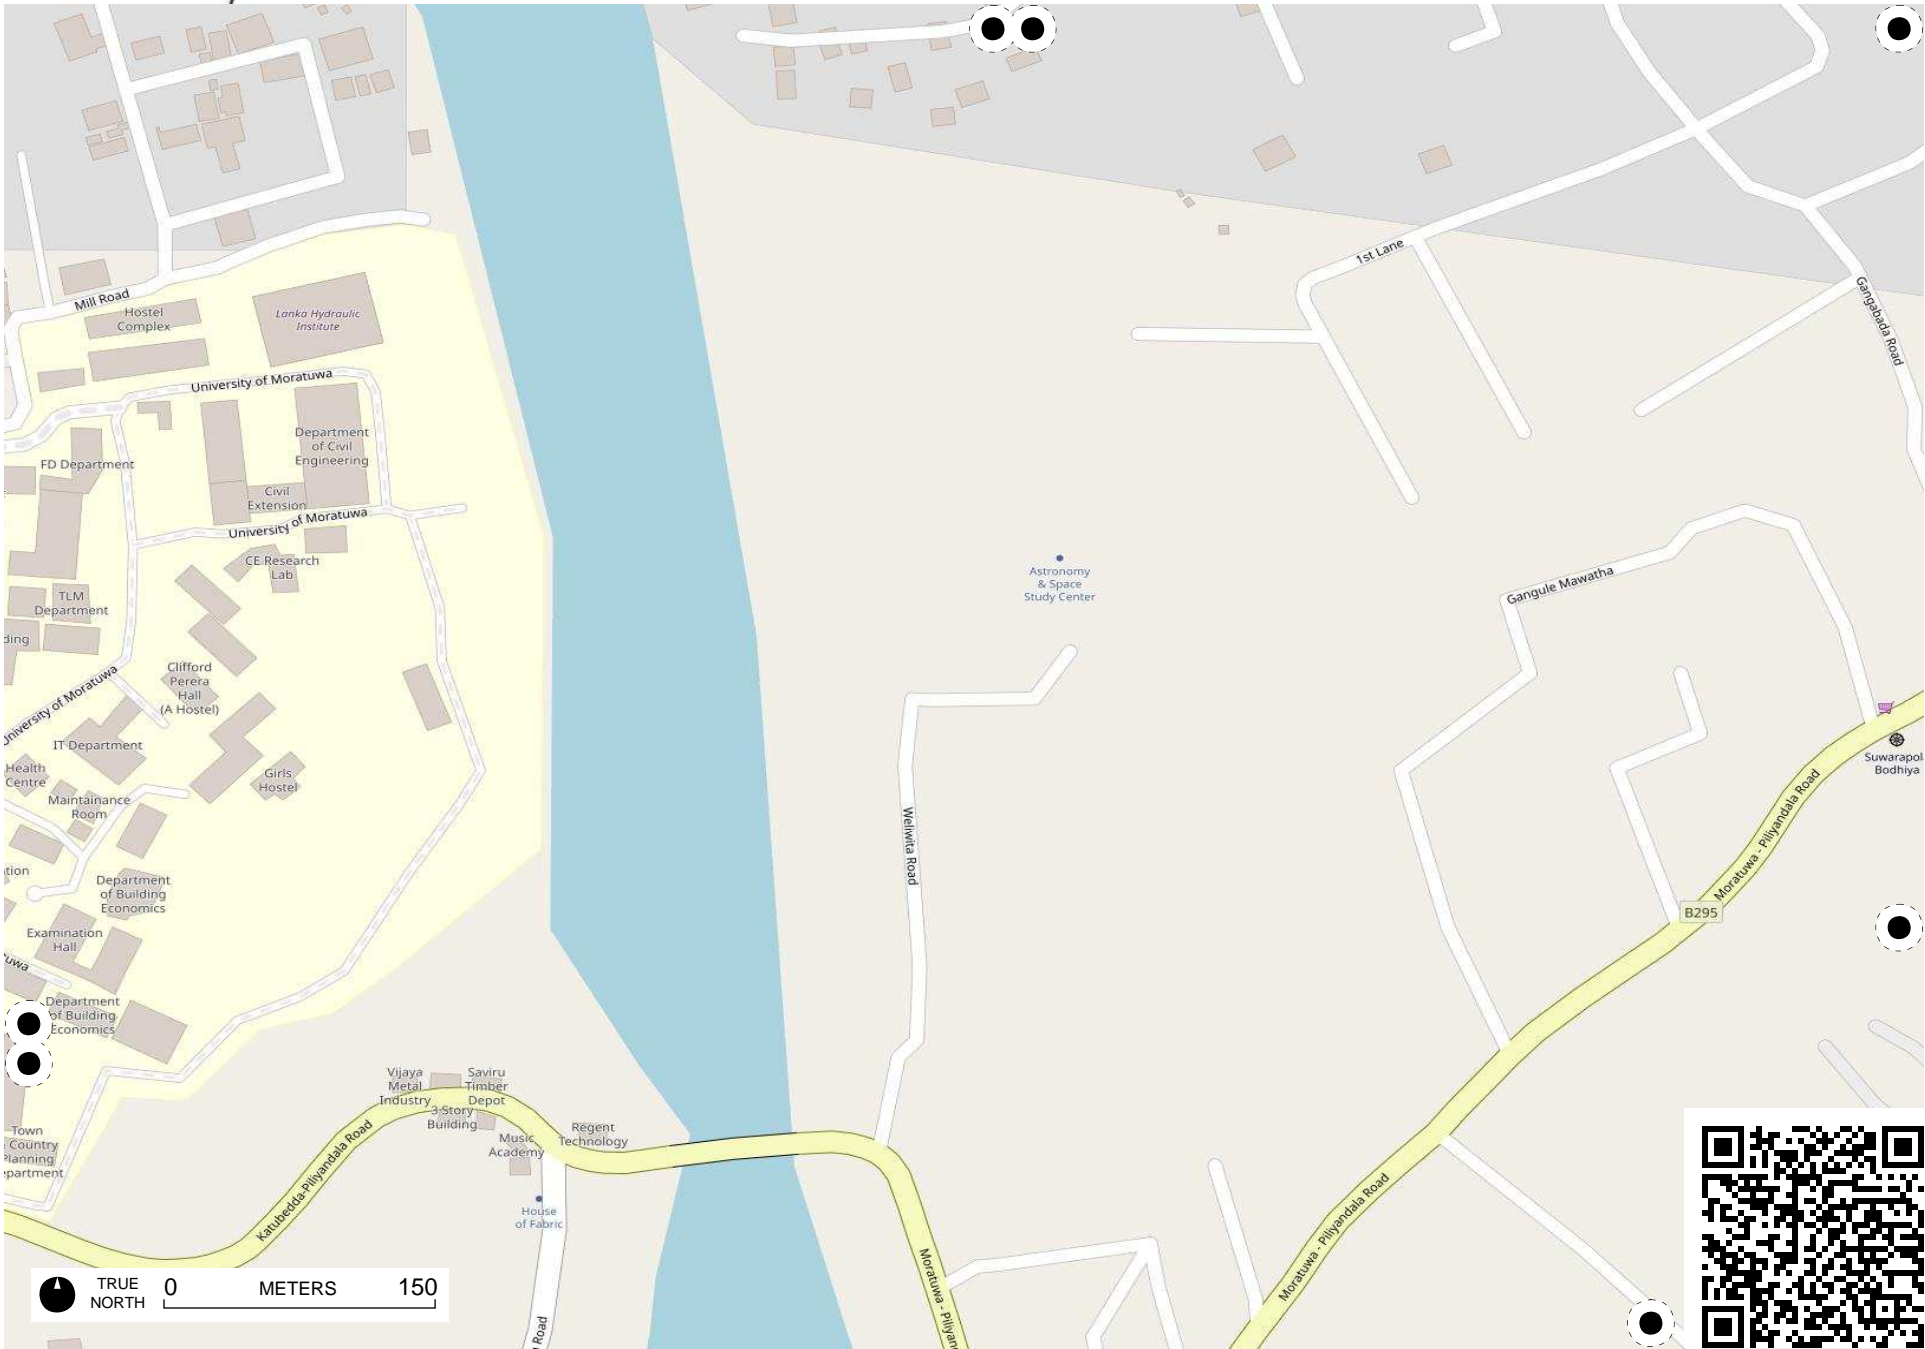 1st Lane
Gangabada Road
Mill Road
Hostel
Complex
Lanka Hydraulic
Institute
University of Moratuwa
Department
of Civil
Engineering
FD Department
Civil
Extension
University of Moratuwa
CE Research
Lab
Astronomy
& Space
Study Center
Gangule Mawatha
TLM
Department
ding
Clifford
Perera
Hall
(A Hostel)
University of Moratuwa
IT Department
Health
Centre
Girls
Hostel
Maintainance
Room
Suwarapola
Bodhiya
Weliwita Road
Moratuwa - Piliyandala Road
B295
Department
of Building
Economics
Examination
Hall
uwa
Department
of Building
Economics
Vijaya
Metal
Industry
Saviru
Timber
Depot
3 Story
Building
Music
Academy
Regent
Technology
Town
Country
Planning
epartment
House
of Fabric
Katubedda-Piliyandala Road
Moratuwa - Piliyandala Road
Moratuwa - Piliyan
Road
TRUE
NORTH
0 METERS 150